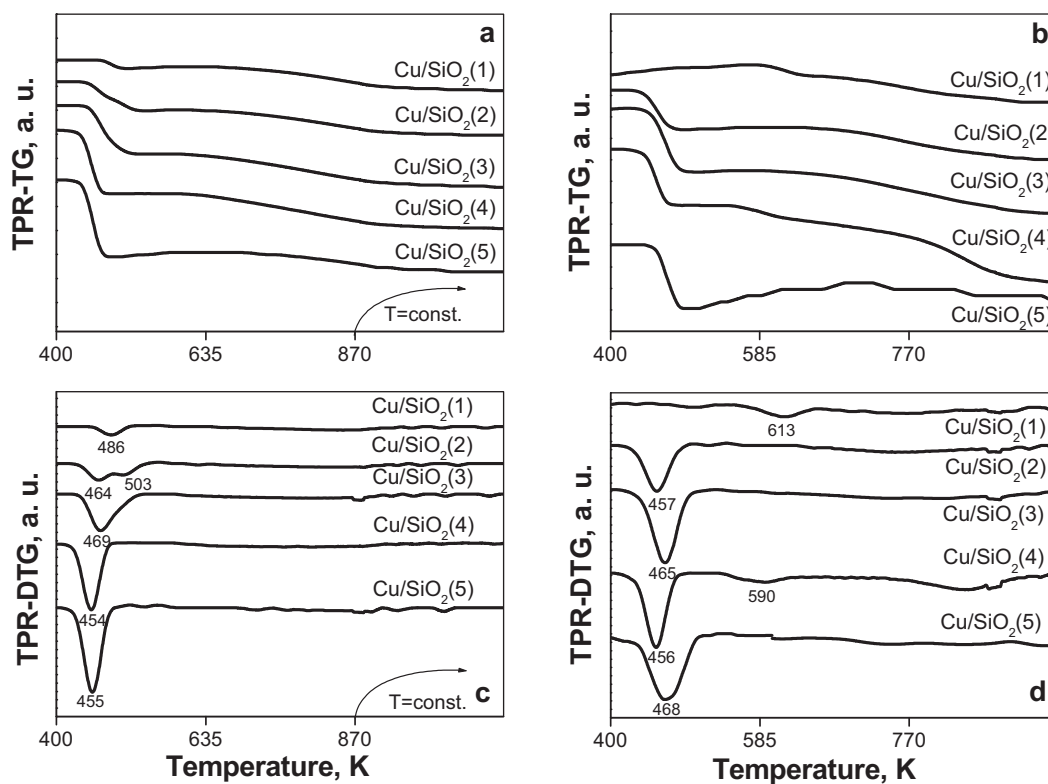 a
TPR-TG, a. u.
Cu/SiO2(1)
Cu/SiO2(2)
Cu/SiO2(3)
Cu/SiO2(4)
Cu/SiO2(5)
T=const.
400 635 870
b
TPR-TG, a. u.
Cu/SiO2(1)
Cu/SiO2(2
Cu/SiO2(3)
Cu/SiO2(4)
Cu/SiO2(5)
400 585 770
TPR-DTG, a. u.
Cu/SiO2(1)
486
Cu/SiO2(2)
464 503
Cu/SiO2(3)
469
Cu/SiO2(4)
454
Cu/SiO2(5)
455
T=const.
c
400 635 870
Temperature, K
TPR-DTG, a. u.
613
Cu/SiO2(1)
457
Cu/SiO2(2)
Cu/SiO2(3)
465
590
Cu/SiO2(4)
456
Cu/SiO2(5)
468
d
400 585 770
Temperature, K